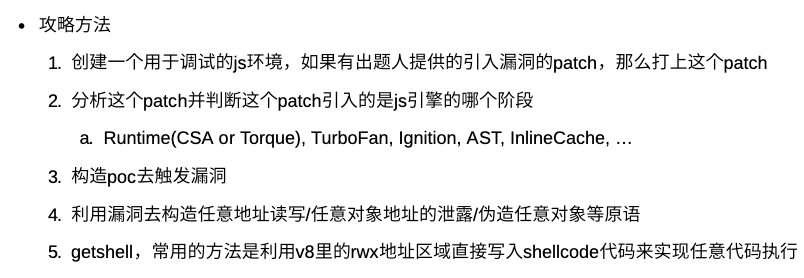 • 攻略方法
1. 创建一个用于调试的js环境，如果有出题人提供的引入漏洞的patch，那么打上这个patch
2. 分析这个patch并判断这个patch引入的是js引擎的哪个阶段
a. Runtime(CSA or Torque), TurboFan, Ignition, AST, InlineCache, …
3. 构造poc去触发漏洞
4. 利用漏洞去构造任意地址读写/任意对象地址的泄露/伪造任意对象等原语
5. getshell，常用的方法是利用v8里的rwx地址区域直接写入shellcode代码来实现任意代码执行